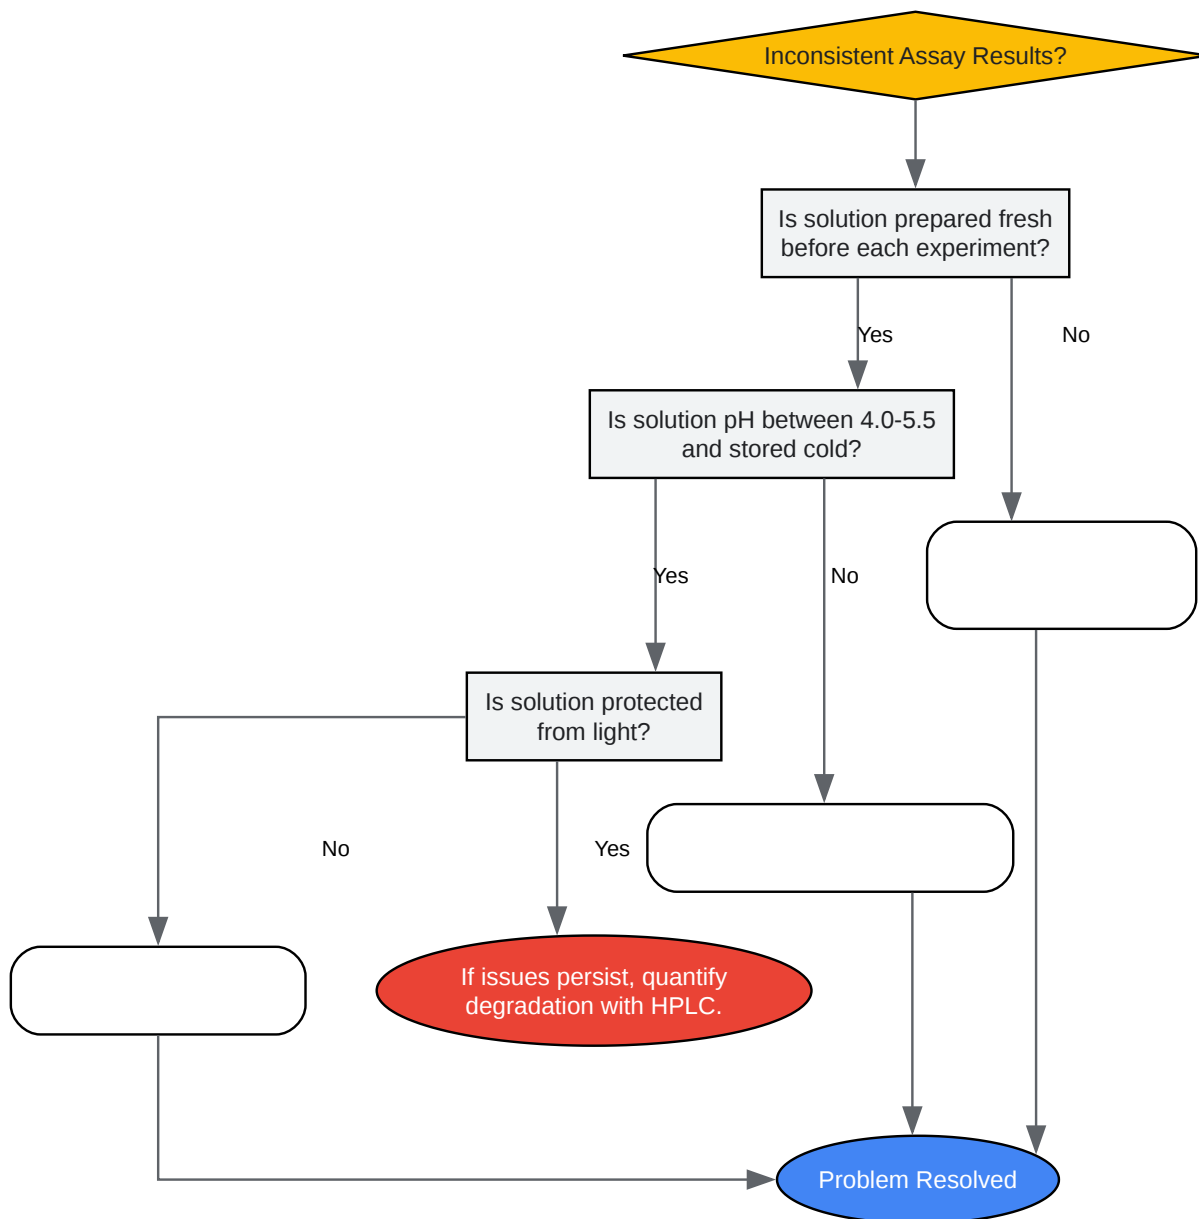 Inconsistent Assay Results?
Is solution prepared fresh
before each experiment?
Yes
No
Is solution pH between 4.0-5.5
and stored cold?
Yes
No
Is solution protected
from light?
No
Yes
If issues persist, quantify
degradation with HPLC.
Problem Resolved